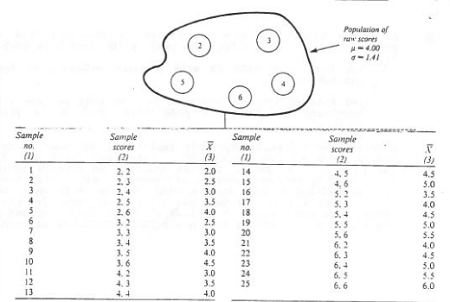 Population of
raw scores
μ = 4.00
σ = 1.41
2
3
5
4
6
Sample no. (1) Sample scores (2) X̄ (3) Sample no. (1) Sample scores (2) X̄ (3)
1 2, 2 2.0 14 4, 5 4.5
2 2, 3 2.5 15 4, 6 5.0
3 2, 4 3.0 16 5, 2 3.5
4 2, 5 3.5 17 5, 3 4.0
5 2, 6 4.0 18 5, 4 4.5
6 3, 2 2.5 19 5, 5 5.0
7 3, 3 3.0 20 5, 6 5.5
8 3, 4 3.5 21 6, 2 4.0
9 3, 5 4.0 22 6, 3 4.5
10 3, 6 4.5 23 6, 4 5.0
11 4, 2 3.0 24 6, 5 5.5
12 4, 3 3.5 25 6, 6 6.0
13 4, 4 4.0